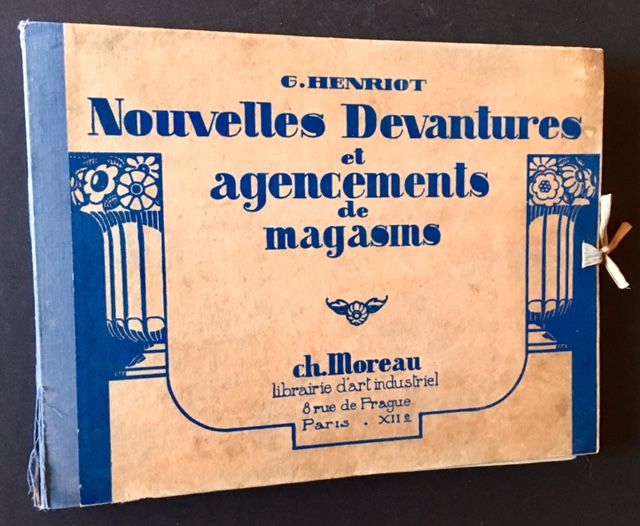 G. HENRIOT
Nouvelles Devantures
et
agencements
de
magasins
ch. Moreau
librairie d'art industriel
8 rue de Prague
Paris . XIIe